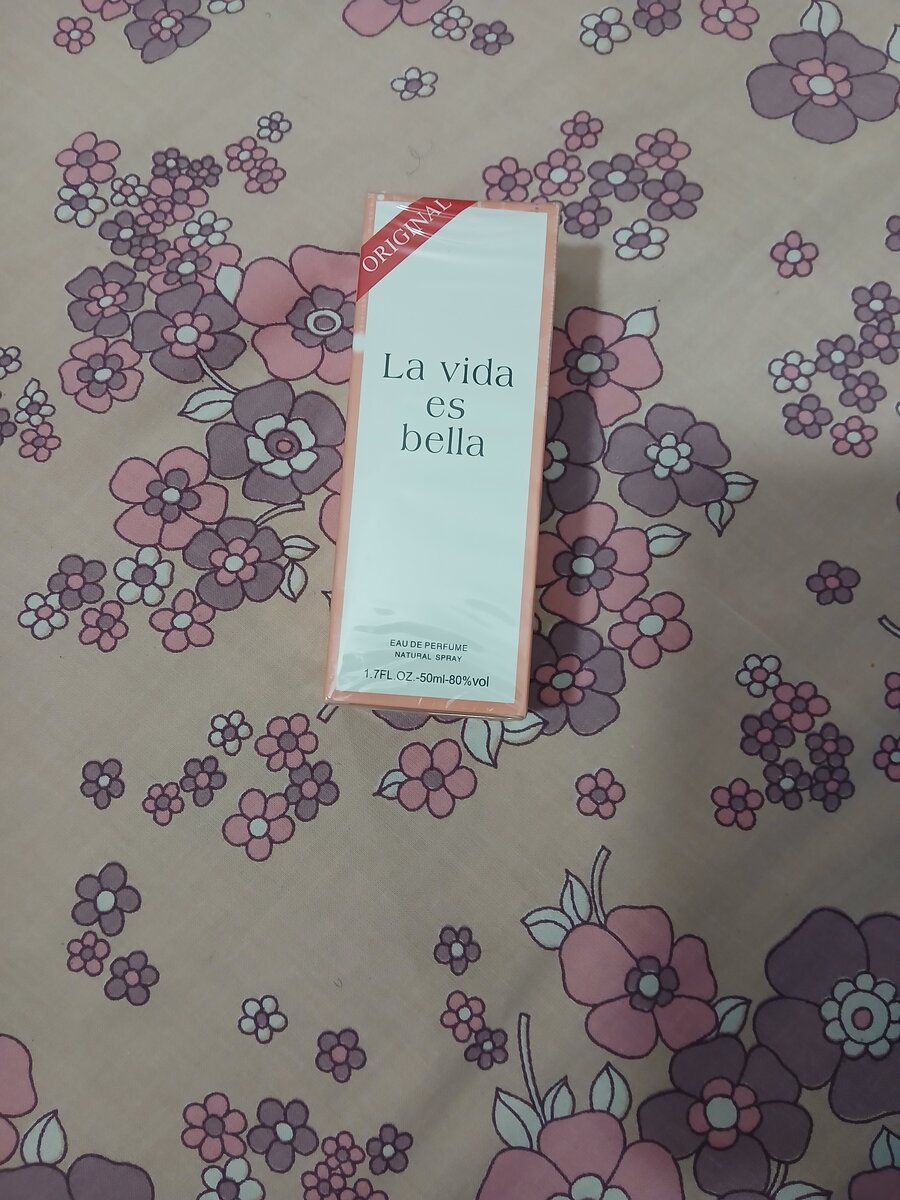 ORIGINAL
La vida
es
bella
EAU DE PERFUME
NATURAL SPRAY
1.7FL.OZ.-50ml-80%vol